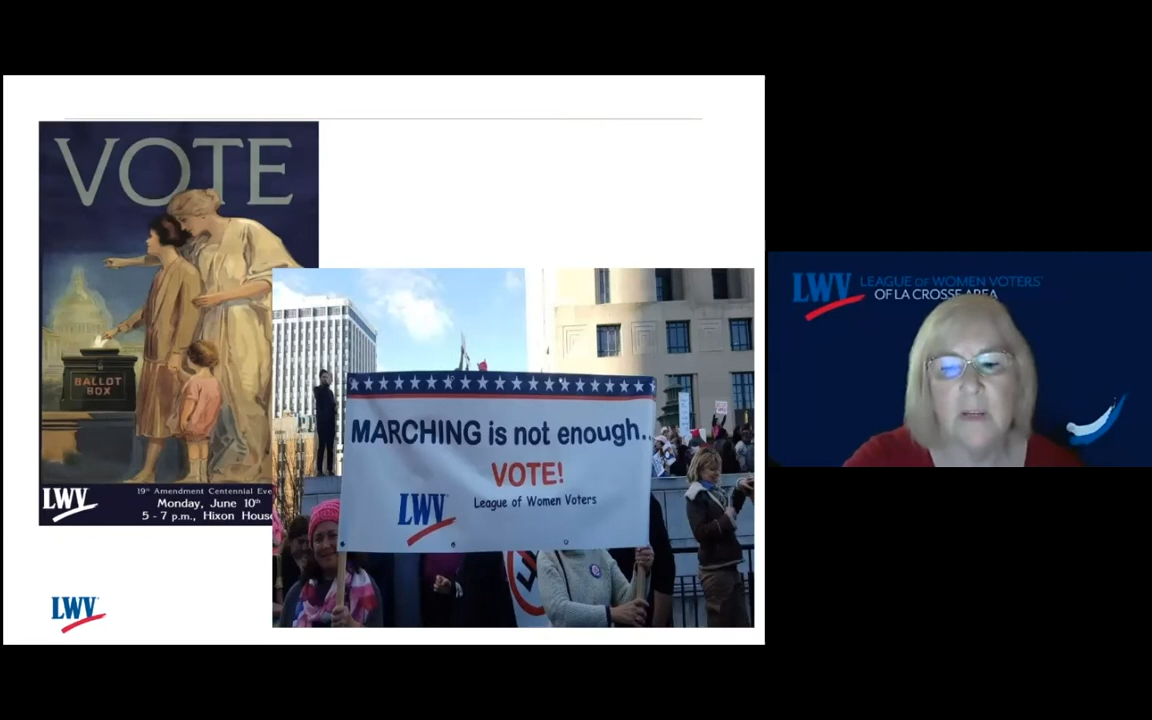 VOTE
BALLOT
BOX
LWV
19th Amendment Centennial Eve
Monday, June 10th
5 - 7 p.m., Hixon House
MARCHING is not enough..
VOTE!
LWV
League of Women Voters
LWV
LWV
LEAGUE OF WOMEN VOTERS®
OF LA CROSSE AREA